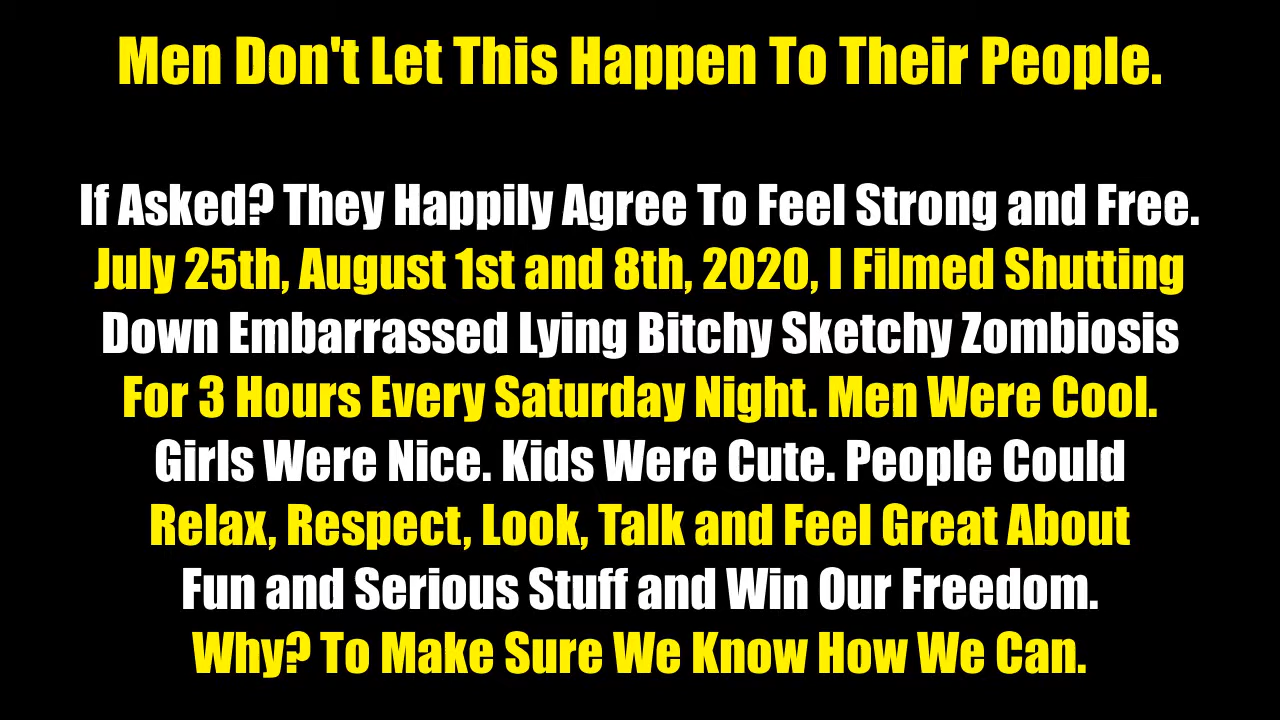 Men Don't Let This Happen To Their People.
If Asked? They Happily Agree To Feel Strong and Free.
July 25th, August 1st and 8th, 2020, I Filmed Shutting
Down Embarrassed Lying Bitchy Sketchy Zombiosis
For 3 Hours Every Saturday Night. Men Were Cool.
Girls Were Nice. Kids Were Cute. People Could
Relax, Respect, Look, Talk and Feel Great About
Fun and Serious Stuff and Win Our Freedom.
Why? To Make Sure We Know How We Can.